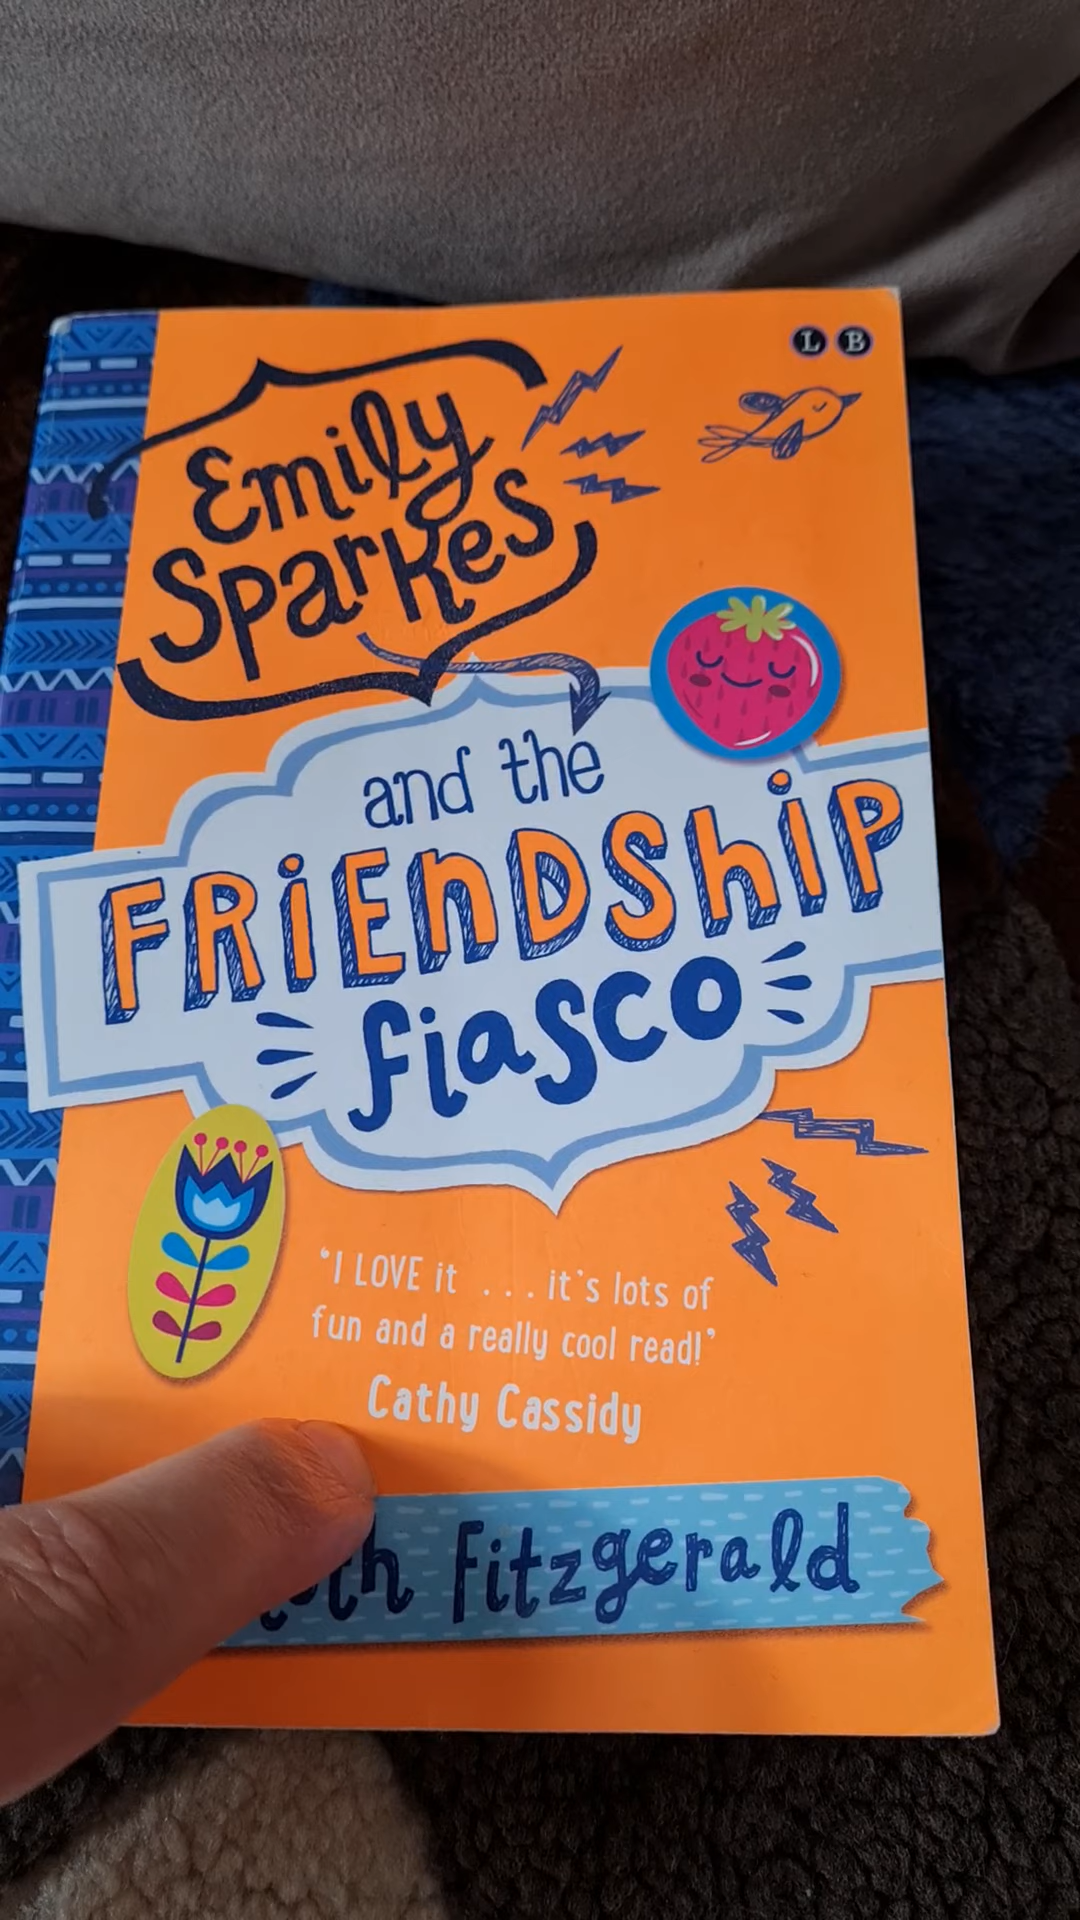 L B
Emily
Sparkes
and the
FRiEnDShiP
fiasco
‘I LOVE it ... it's lots of
fun and a really cool read!’
Cathy Cassidy
Fitzgerald